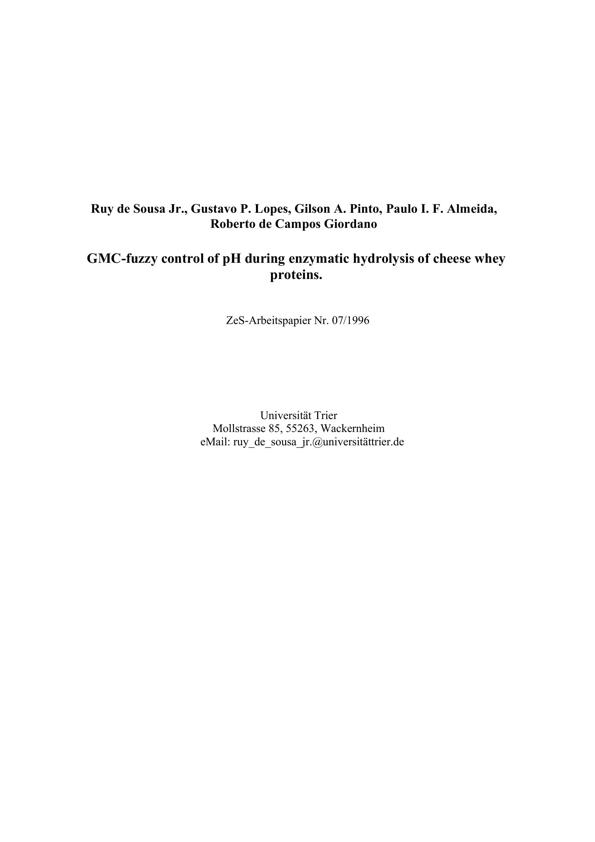 Ruy de Sousa Jr., Gustavo P. Lopes, Gilson A. Pinto, Paulo I. F. Almeida,
Roberto de Campos Giordano
GMC-fuzzy control of pH during enzymatic hydrolysis of cheese whey
proteins.
ZeS-Arbeitspapier Nr. 07/1996
Universität Trier
Mollstrasse 85, 55263, Wackernheim
eMail: ruy_de_sousa_jr.@universitättrier.de